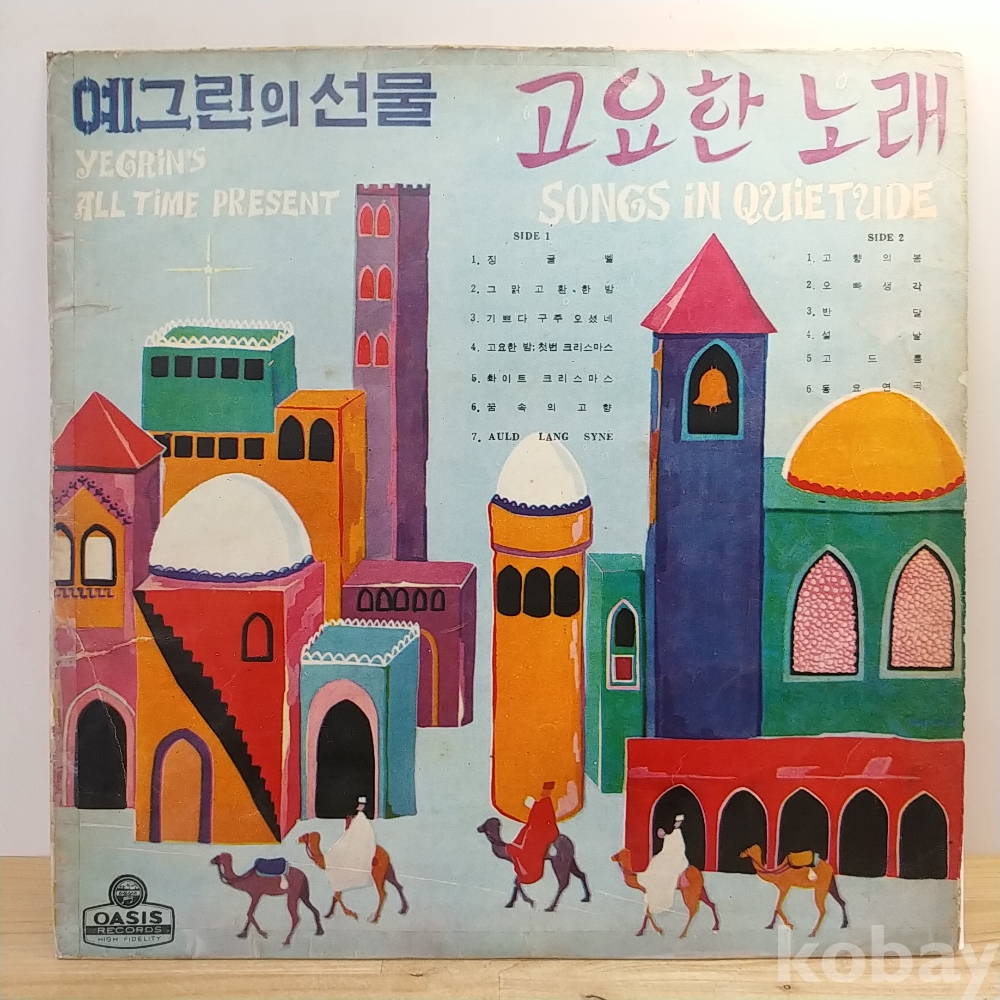 예그린의 선물
YEGRIN'S
ALL TIME PRESENT
고요한 노래
SONGS IN QUIETUDE
SIDE 1
1. 징글벨
2. 그 맑고 환한 밤
3. 기쁘다 구주 오셨네
4. 고요한 밤; 첫번 크리스마스
5. 화이트 크리스마스
6. 꿈속의 고향
7. AULD LANG SYNE
SIDE 2
1. 고향의 봄
2. 오빠 생각
3. 반달
4. 설날
5. 고드름
6. 동요연곡
OASIS
RECORDS
HIGH FIDELITY
kobay